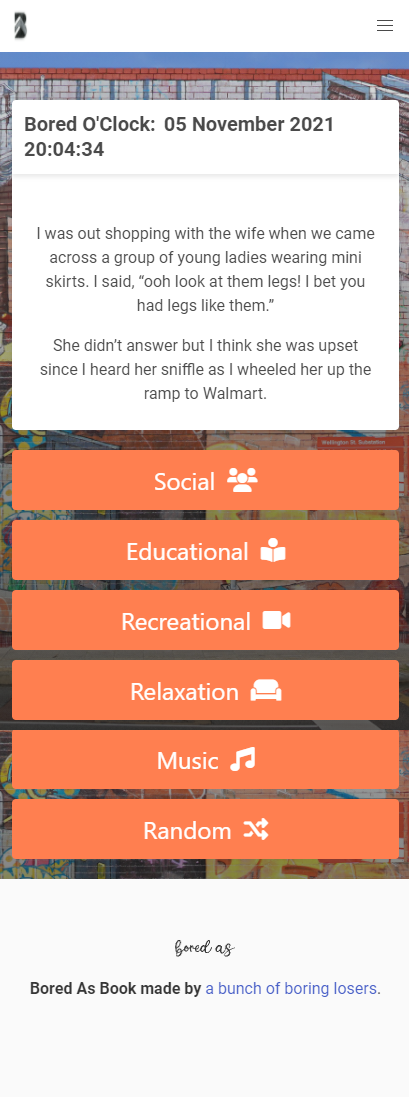 Bored O'Clock: 05 November 2021
20:04:34
I was out shopping with the wife when we came
across a group of young ladies wearing mini
skirts. I said, “ooh look at them legs! I bet you
had legs like them.”
She didn’t answer but I think she was upset
since I heard her sniffle as I wheeled her up the
ramp to Walmart.
Wellington St. Substation
Social
Educational
Recreational
Relaxation
Music
Random
bored as
Bored As Book made by a bunch of boring losers.